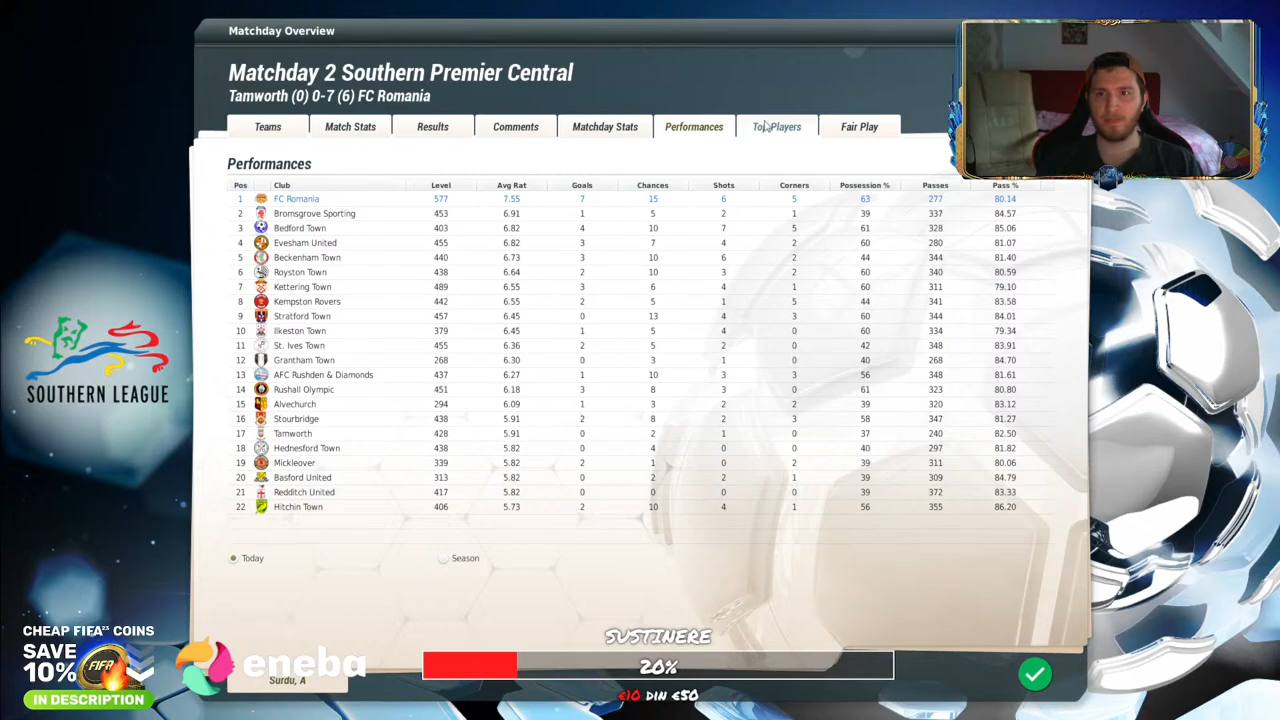 Matchday Overview
Matchday 2 Southern Premier Central
Tamworth (0) 0-7 (6) FC Romania
Teams Match Stats Results Comments Matchday Stats Performances Top Players Fair Play
Performances
Pos Club Level Avg Rat Goals Chances Shots Corners Possession % Passes Pass %
1 FC Romania 577 7.55 7 15 6 5 63 277 80.14
2 Bromsgrove Sporting 453 6.91 1 5 2 1 39 337 84.57
3 Bedford Town 403 6.82 4 10 7 5 61 328 85.06
4 Evesham United 455 6.82 3 7 4 2 60 280 81.07
5 Beckenham Town 440 6.73 3 10 6 2 44 344 81.40
6 Royston Town 438 6.64 2 10 3 2 60 340 80.59
7 Kettering Town 489 6.55 3 6 4 1 60 311 79.10
8 Kempston Rovers 442 6.55 2 5 1 5 44 341 83.58
9 Stratford Town 457 6.45 0 13 4 3 60 344 84.01
10 Ilkeston Town 379 6.45 1 5 4 0 60 334 79.34
11 St. Ives Town 455 6.36 2 5 2 0 42 348 83.91
12 Grantham Town 268 6.30 0 3 1 0 40 268 84.70
13 AFC Rushden & Diamonds 437 6.27 1 10 3 3 56 348 81.61
14 Rushall Olympic 451 6.18 3 8 3 0 61 323 80.80
15 Alvechurch 294 6.09 1 3 2 2 39 320 83.12
16 Stourbridge 438 5.91 2 8 2 3 58 347 81.27
17 Tamworth 428 5.91 0 2 1 0 37 240 82.50
18 Hednesford Town 438 5.82 0 4 0 0 40 297 81.82
19 Mickleover 339 5.82 2 1 0 2 39 311 80.06
20 Basford United 313 5.82 0 2 2 1 39 309 84.79
21 Redditch United 417 5.82 0 0 0 0 39 372 83.33
22 Hitchin Town 406 5.73 2 10 4 1 56 355 86.20
Today Season
SOUTHERN LEAGUE
CHEAP FIFA23 COINS
SAVE
10%
FIFA
IN DESCRIPTION
eneba
Surdu, A
SUSTINERE
20%
€10 DIN €50